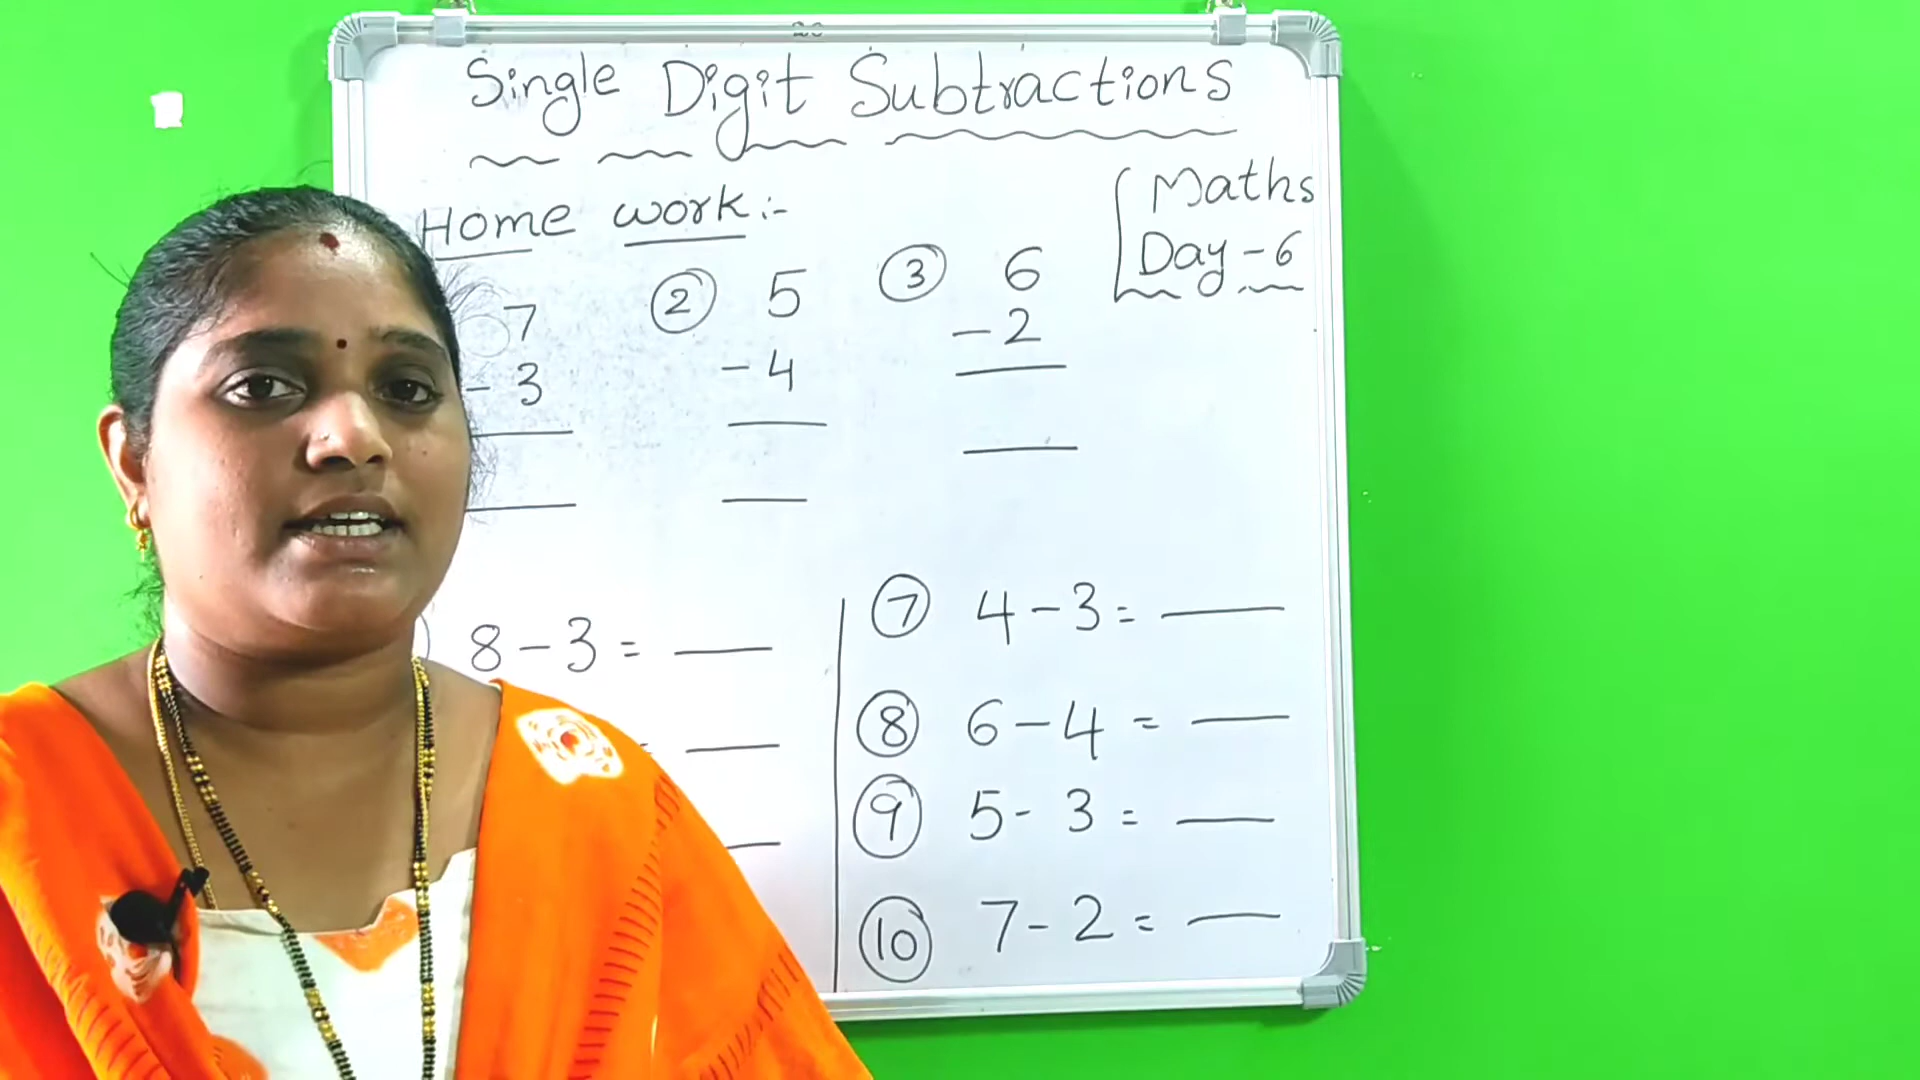 Single Digit Subtractions
Home work :-
Maths
Day - 6
7
- 3
② 5
- 4
③ 6
- 2
8 - 3 =
=
⑦ 4 - 3 =
⑧ 6 - 4 =
⑨ 5 - 3 =
⑩ 7 - 2 =